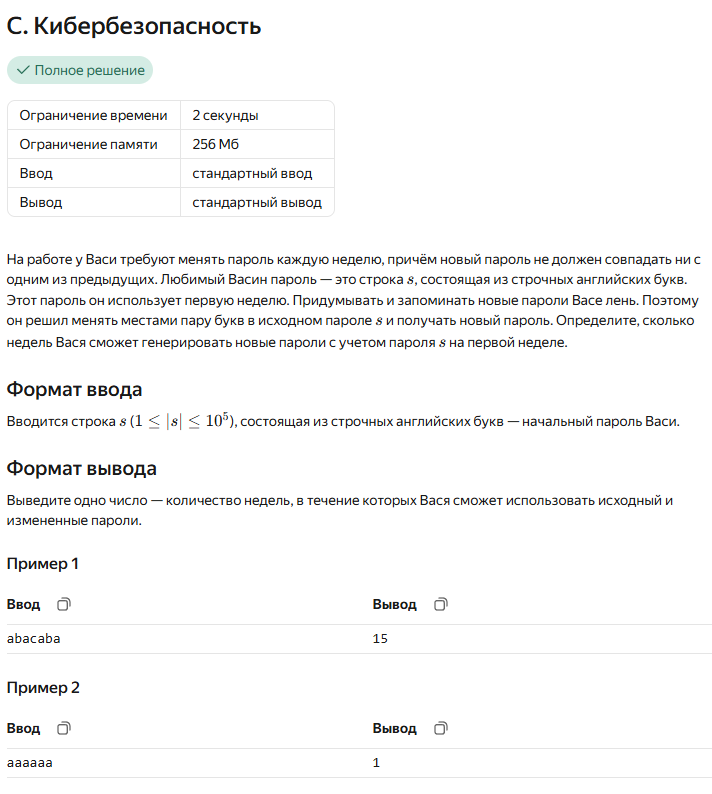 C. Кибербезопасность
Полное решение
Ограничение времени 2 секунды
Ограничение памяти 256 Мб
Ввод стандартный ввод
Вывод стандартный вывод
На работе у Васи требуют менять пароль каждую неделю, причём новый пароль не должен совпадать ни с
одним из предыдущих. Любимый Васин пароль — это строка s, состоящая из строчных английских букв.
Этот пароль он использует первую неделю. Придумывать и запоминать новые пароли Васе лень. Поэтому
он решил менять местами пару букв в исходном пароле s и получать новый пароль. Определите, сколько
недель Вася сможет генерировать новые пароли с учетом пароля s на первой неделе.
Формат ввода
Вводится строка s (1 ≤ |s| ≤ 10⁵), состоящая из строчных английских букв — начальный пароль Васи.
Формат вывода
Выведите одно число — количество недель, в течение которых Вася сможет использовать исходный и
измененные пароли.
Пример 1
Ввод Вывод
abacaba 15
Пример 2
Ввод Вывод
aaaaaa 1